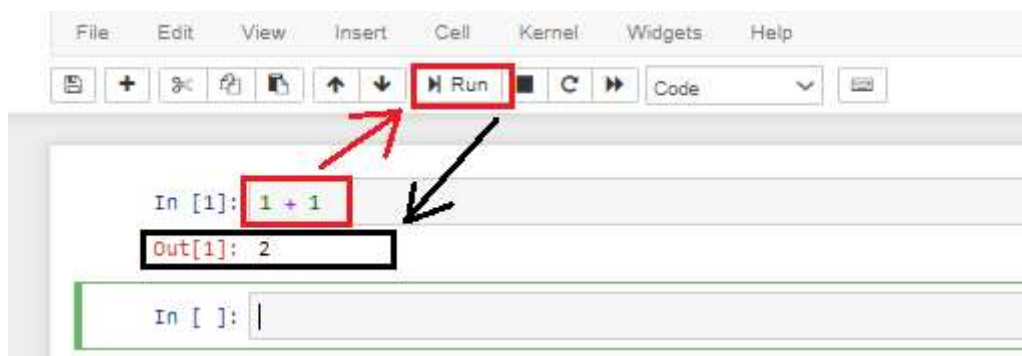 File Edit View Insert Cell Kernel Widgets Help
Run Code
In [1]: 1 + 1
Out[1]: 2
In [ ]: